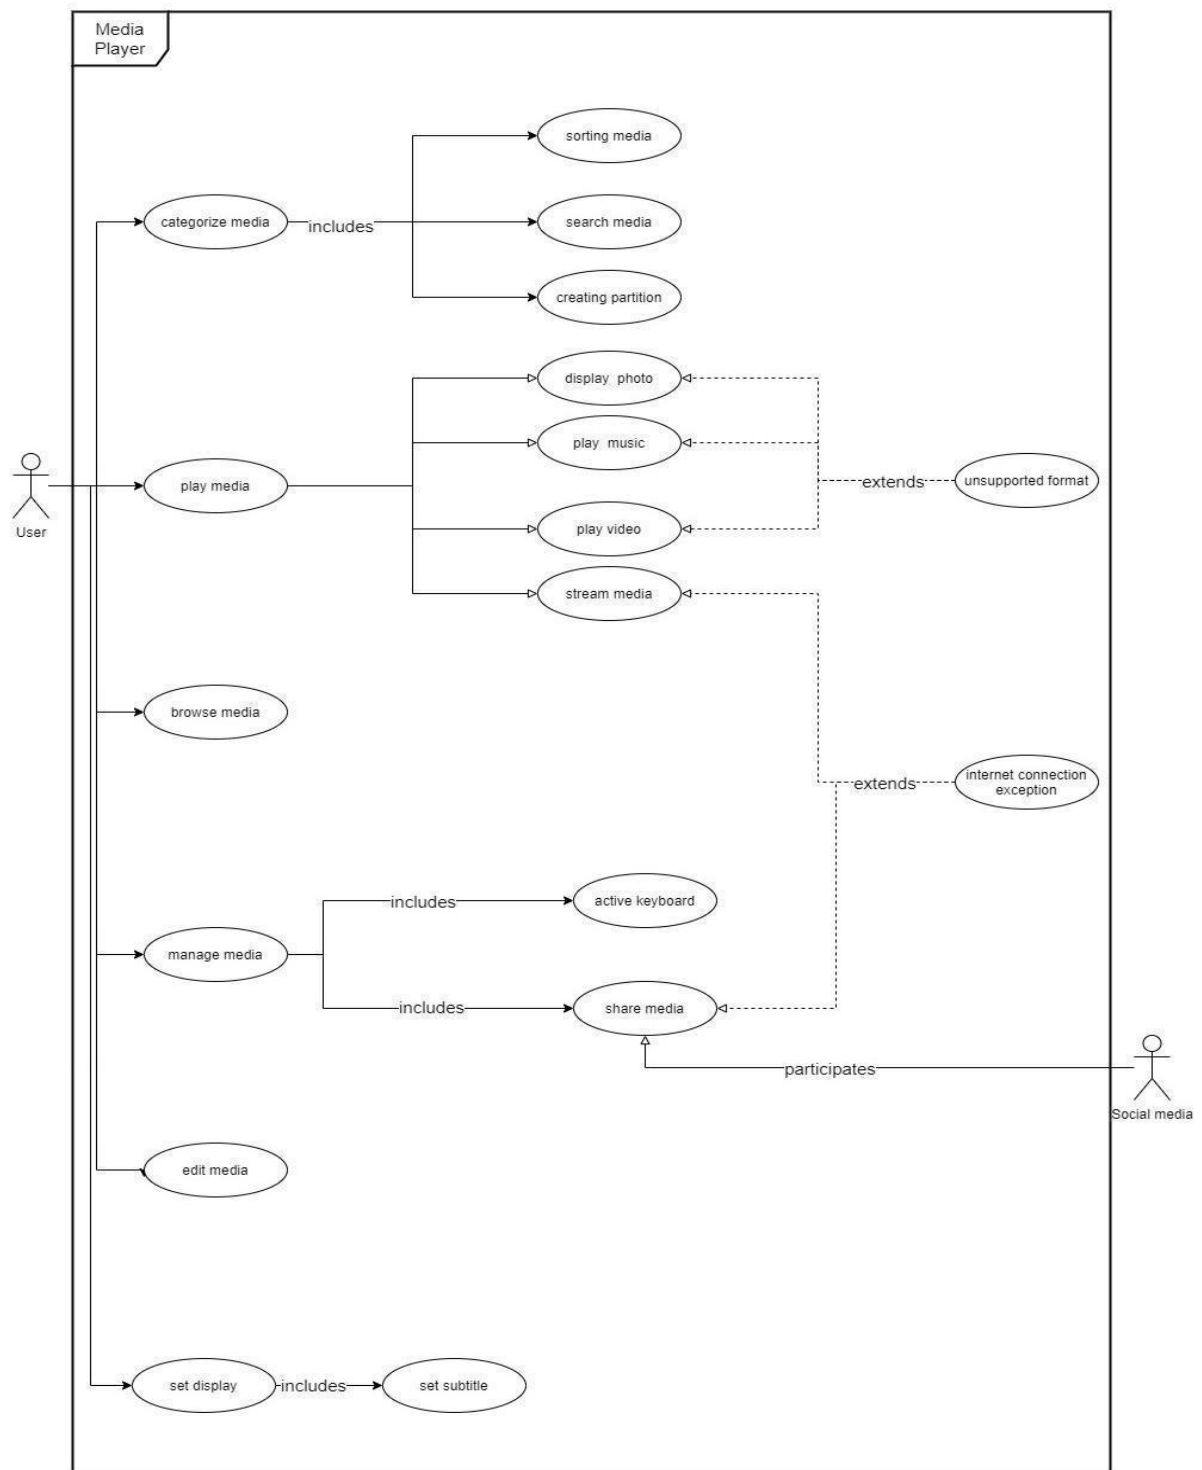 Media
Player
sorting media
categorize media
includes
search media
creating partition
display photo
play music
User
play media
extends
unsupported format
play video
stream media
browse media
extends
internet connection
exception
includes
active keyboard
manage media
includes
share media
participates
Social media
edit media
set display
includes
set subtitle